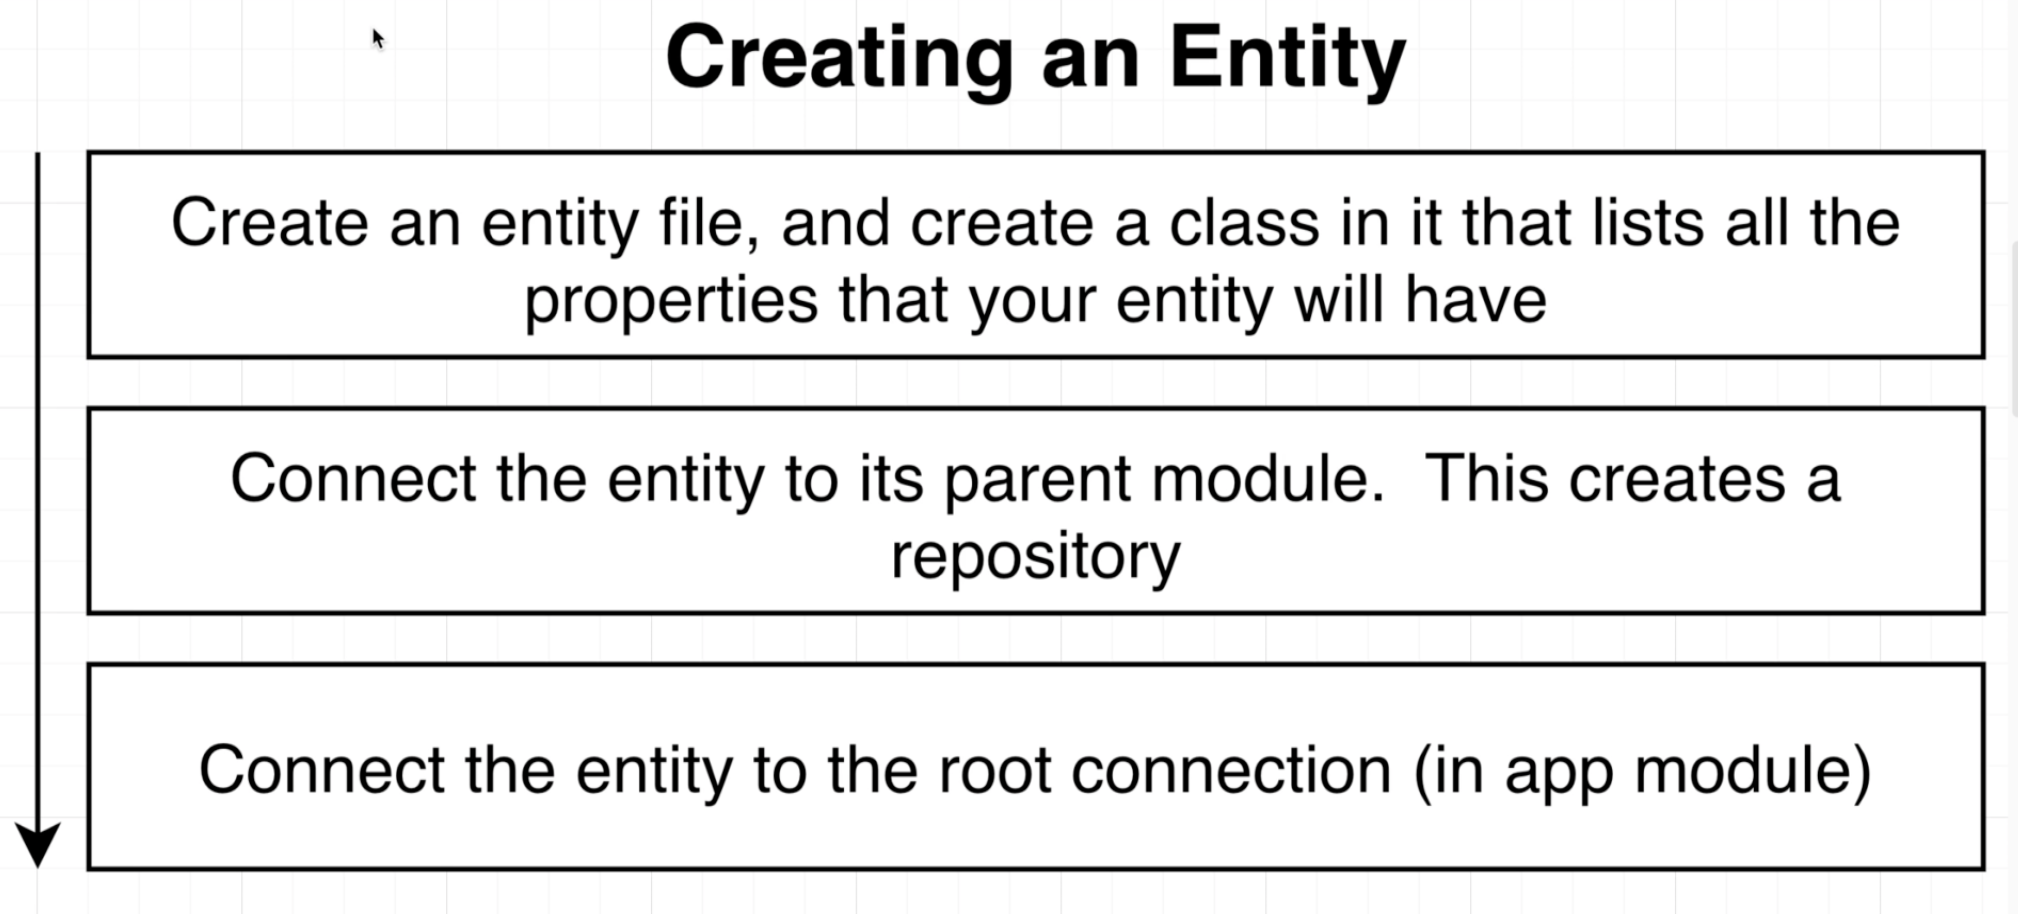 Creating an Entity
Create an entity file, and create a class in it that lists all the
properties that your entity will have
Connect the entity to its parent module.  This creates a
repository
Connect the entity to the root connection (in app module)